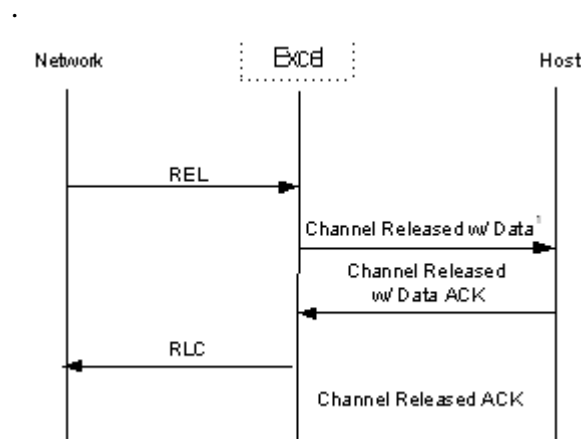 .
Network Excel Host
REL
Channel Released w/ Data¹
Channel Released
w/ Data ACK
RLC
Channel Released ACK